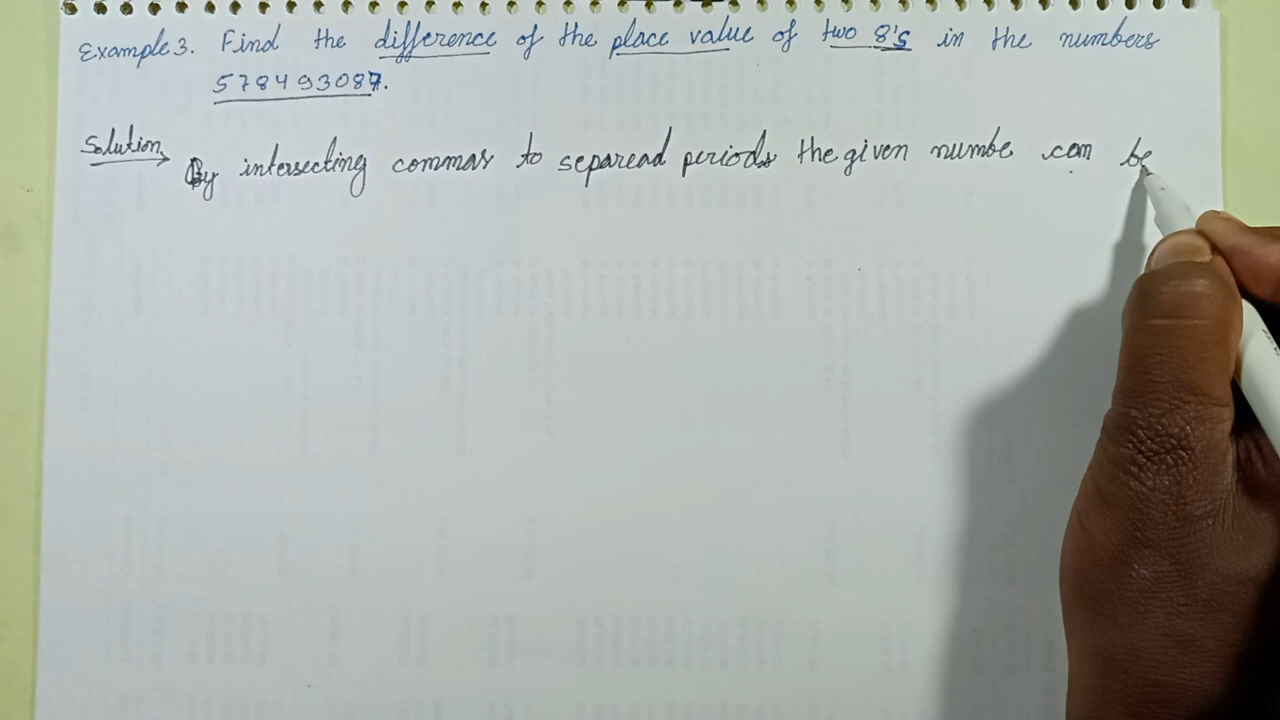 Example 3. Find the difference of the place value of two 8's in the numbers
578493087.
Solution By intersecting commas to separead periods the given numbe can be